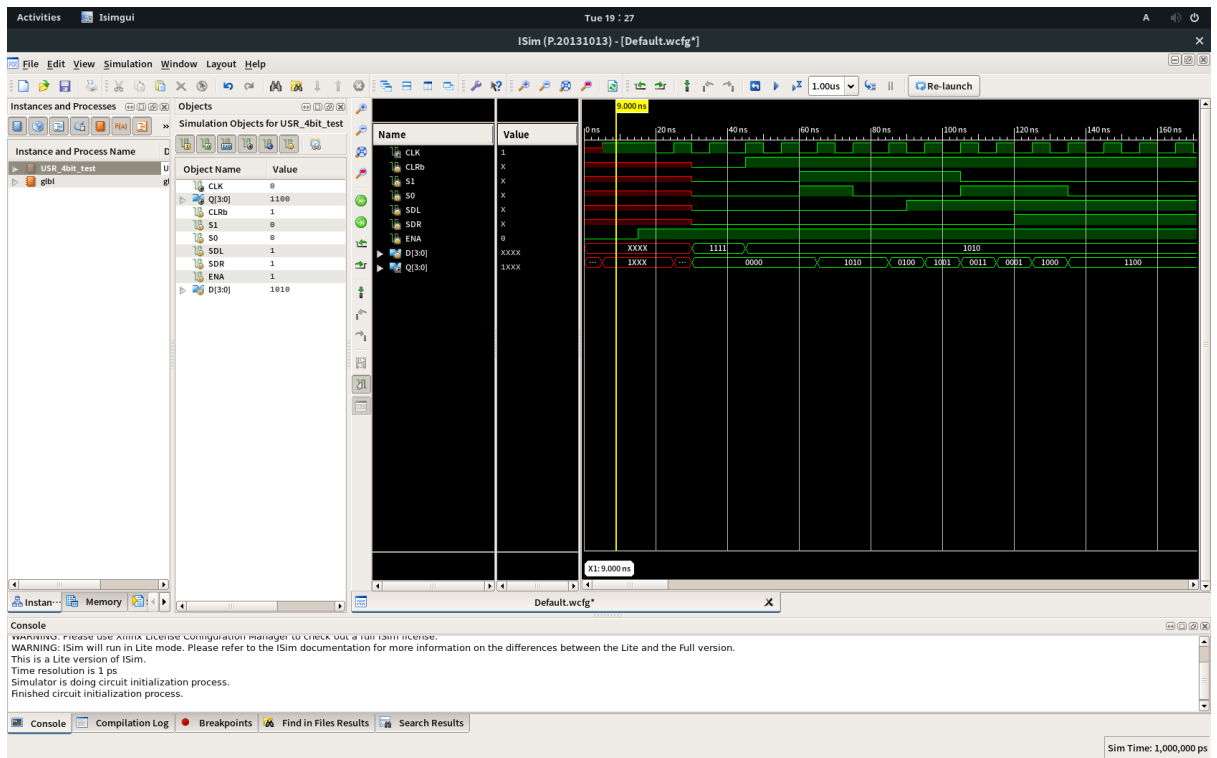 Activities Isimgui Tue 19 : 27 A
ISim (P.20131013) - [Default.wcfg*]
File Edit View Simulation Window Layout Help
1.00us Re-launch
Instances and Processes
Instance and Process Name D
USR_4bit_test U
glbl gl
Objects
Simulation Objects for USR_4bit_test
Object Name Value
CLK 0
Q[3:0] 1100
CLRb 1
S1 0
S0 0
SDL 1
SDR 1
ENA 1
D[3:0] 1010
Name Value
CLK 1
CLRb X
S1 X
S0 X
SDL X
SDR X
ENA 0
D[3:0] XXXX
Q[3:0] 1XXX
9.000 ns
0 ns 20 ns 40 ns 60 ns 80 ns 100 ns 120 ns 140 ns 160 ns
XXXX 1111 1010
... 1XXX ... 0000 1010 0100 1001 0011 0001 1000 1100
X1: 9.000 ns
Instan... Memory
Default.wcfg*
Console
WARNING: Please use Xilinx License Configuration Manager to check out a full ISim license.
WARNING: ISim will run in Lite mode. Please refer to the ISim documentation for more information on the differences between the Lite and the Full version.
This is a Lite version of ISim.
Time resolution is 1 ps
Simulator is doing circuit initialization process.
Finished circuit initialization process.
Console Compilation Log Breakpoints Find in Files Results Search Results
Sim Time: 1,000,000 ps